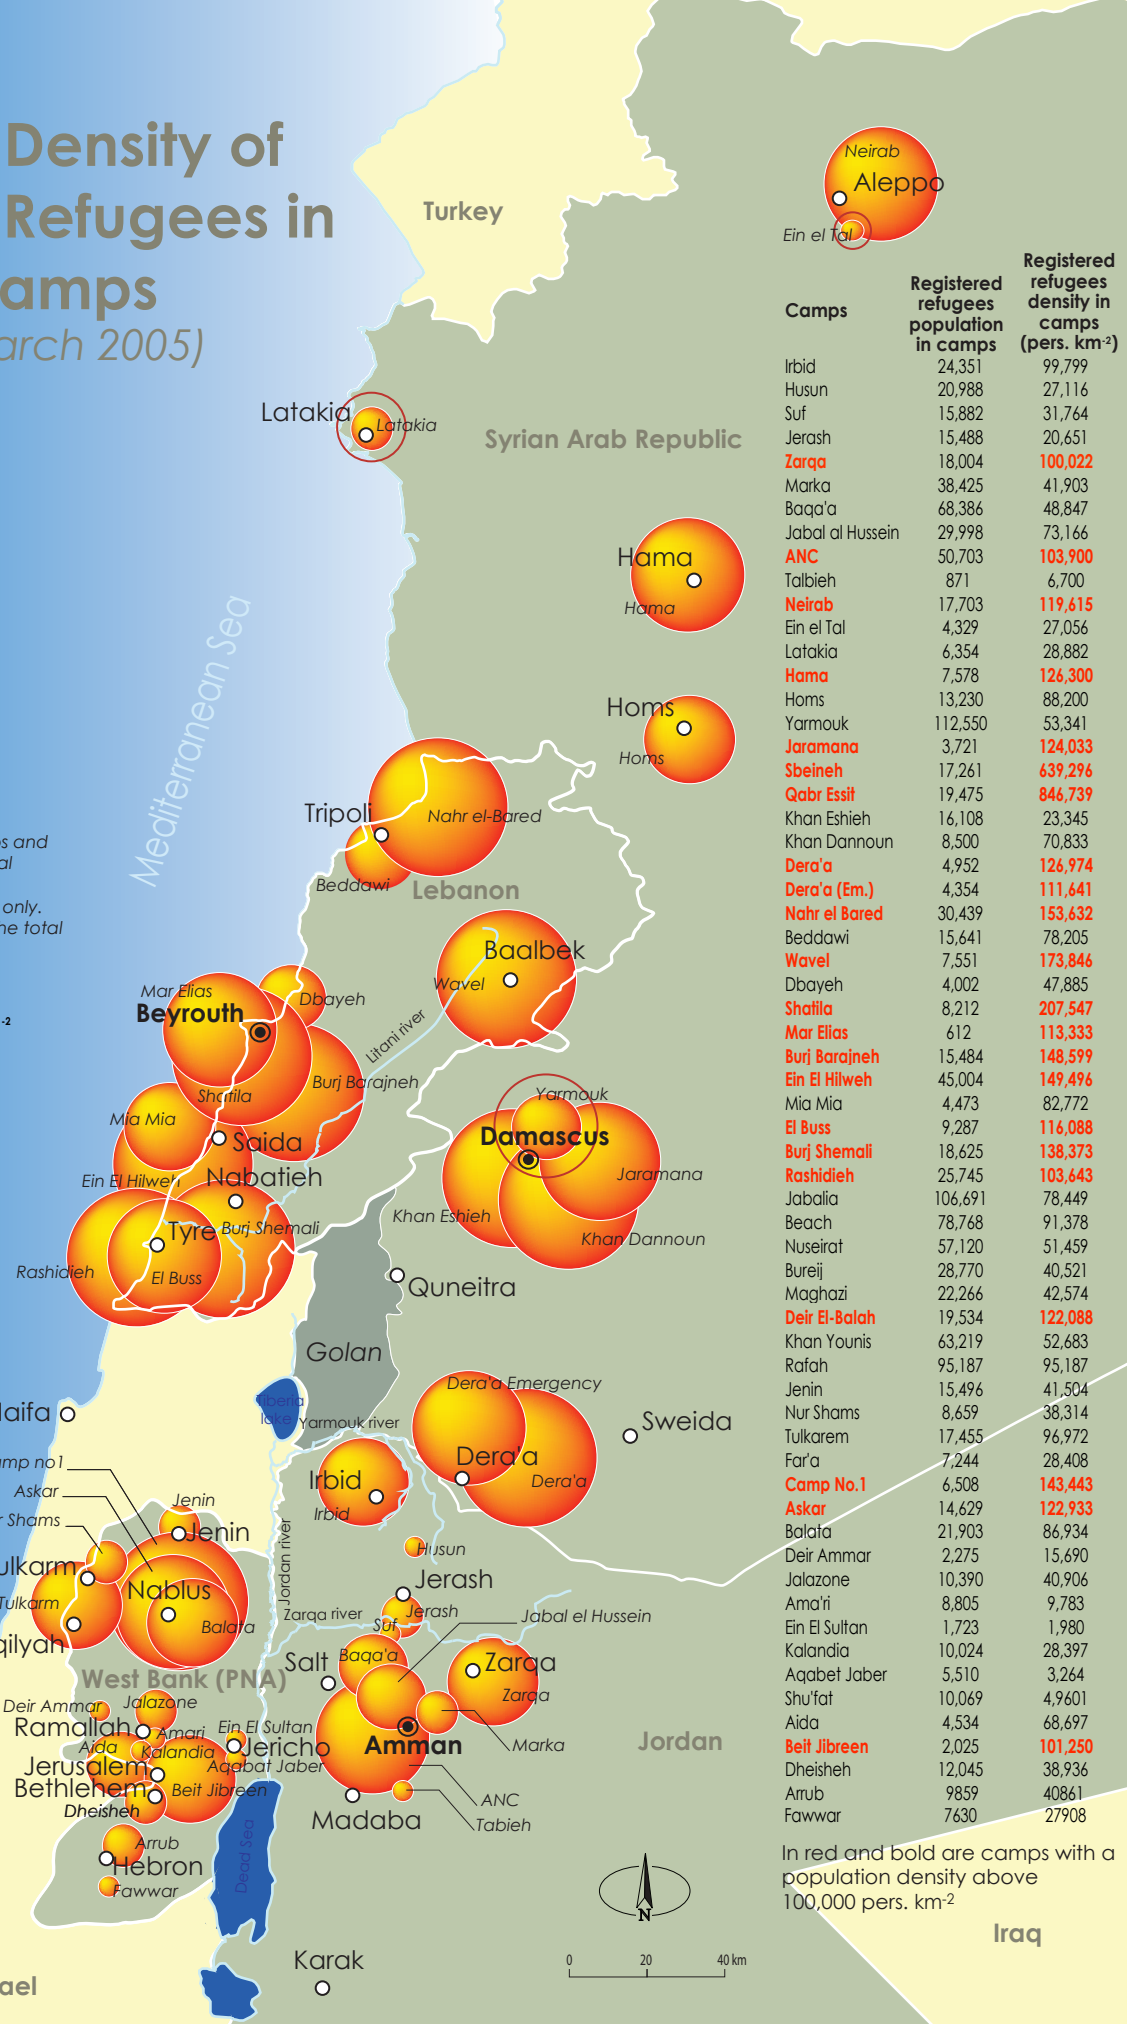 Density of
Refugees in
amps
arch 2005)
Turkey
Neirab
Aleppo
Ein el Tal
Latakia
Latakia
Syrian Arab Republic
Mediterranean Sea
Hama
Hama
Homs
Homs
Tripoli
Nahr el-Bared
Beddawi
Lebanon
s and
al
only.
he total
-2
Baalbek
Wavel
Mar Elias
Beyrouth
Dbayeh
Litani river
Shatila
Burj Barajneh
Mia Mia
Saida
Ein El Hilweh
Nabatieh
Tyre
Burj Shemali
Rashidieh
El Buss
Yarmouk
Damascus
Jaramana
Khan Eshieh
Khan Dannoun
Quneitra
Golan
Tiberia
lake
Yarmouk river
Dera'a Emergency
Dera'a
Dera'a
Sweida
Irbid
Irbid
Haifa
amp no1
Askar
r Shams
Jenin
Jenin
ulkarm
Tulkarm
Nablus
Balata
qilyah
Jordan river
Husun
Jerash
Jerash
Zarqa river
Suf
Jabal el Hussein
West Bank (PNA)
Salt
Baqa'a
Zarqa
Zarqa
Deir Ammar
Jalazone
Ramallah
Amari
Ein El Sultan
Aida
Kalandia
Jericho
Jerusalem
Aqabat Jaber
Bethlehem
Beit Jibreen
Dheisheh
Amman
Marka
Jordan
ANC
Tabieh
Madaba
Arrub
Hebron
Fawwar
Dead Sea
Karak
ael
N
0 20 40 km
Iraq
Camps Registered refugees population in camps Registered refugees density in camps (pers. km-2)
Irbid 24,351 99,799
Husun 20,988 27,116
Suf 15,882 31,764
Jerash 15,488 20,651
Zarqa 18,004 100,022
Marka 38,425 41,903
Baqa'a 68,386 48,847
Jabal al Hussein 29,998 73,166
ANC 50,703 103,900
Talbieh 871 6,700
Neirab 17,703 119,615
Ein el Tal 4,329 27,056
Latakia 6,354 28,882
Hama 7,578 126,300
Homs 13,230 88,200
Yarmouk 112,550 53,341
Jaramana 3,721 124,033
Sbeineh 17,261 639,296
Qabr Essit 19,475 846,739
Khan Eshieh 16,108 23,345
Khan Dannoun 8,500 70,833
Dera'a 4,952 126,974
Dera'a (Em.) 4,354 111,641
Nahr el Bared 30,439 153,632
Beddawi 15,641 78,205
Wavel 7,551 173,846
Dbayeh 4,002 47,885
Shatila 8,212 207,547
Mar Elias 612 113,333
Burj Barajneh 15,484 148,599
Ein El Hilweh 45,004 149,496
Mia Mia 4,473 82,772
El Buss 9,287 116,088
Burj Shemali 18,625 138,373
Rashidieh 25,745 103,643
Jabalia 106,691 78,449
Beach 78,768 91,378
Nuseirat 57,120 51,459
Bureij 28,770 40,521
Maghazi 22,266 42,574
Deir El-Balah 19,534 122,088
Khan Younis 63,219 52,683
Rafah 95,187 95,187
Jenin 15,496 41,504
Nur Shams 8,659 38,314
Tulkarem 17,455 96,972
Far'a 7,244 28,408
Camp No.1 6,508 143,443
Askar 14,629 122,933
Balata 21,903 86,934
Deir Ammar 2,275 15,690
Jalazone 10,390 40,906
Ama'ri 8,805 9,783
Ein El Sultan 1,723 1,980
Kalandia 10,024 28,397
Aqabet Jaber 5,510 3,264
Shu'fat 10,069 4,9601
Aida 4,534 68,697
Beit Jibreen 2,025 101,250
Dheisheh 12,045 38,936
Arrub 9859 40861
Fawwar 7630 27908
In red and bold are camps with a
population density above
100,000 pers. km-2